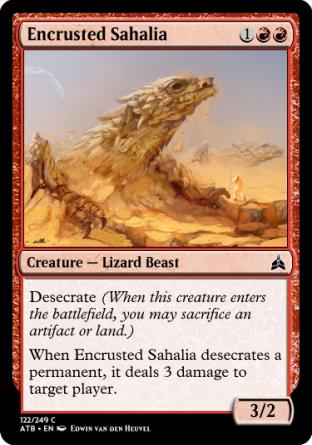 Encrusted Sahalia 1
Creature — Lizard Beast
Desecrate (When this creature enters
the battlefield, you may sacrifice an
artifact or land.)
When Encrusted Sahalia desecrates a
permanent, it deals 3 damage to
target player.
3/2
122/249 C
ATB • EN Edwin van den Heuvel